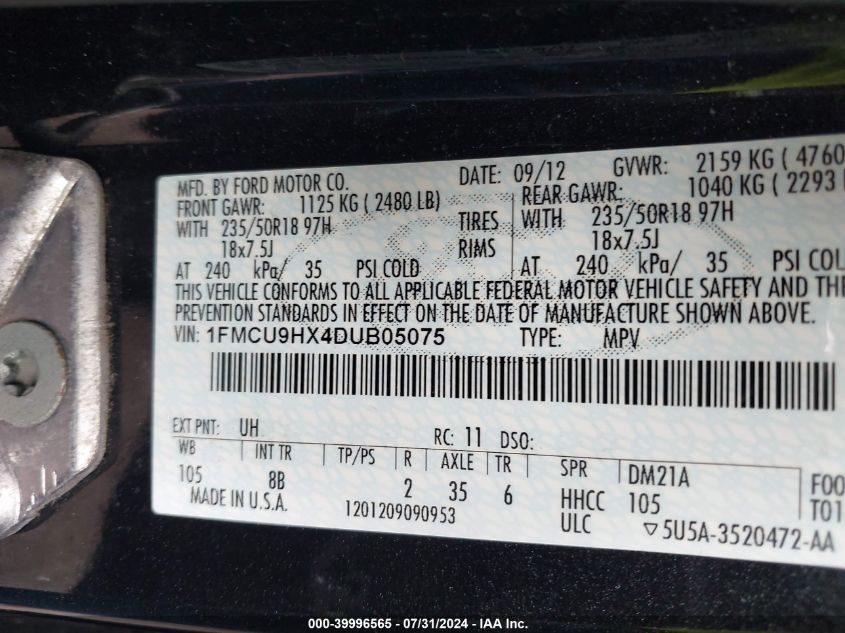 MFD. BY FORD MOTOR CO. DATE: 09/12 GVWR: 2159 KG ( 4760
FRONT GAWR: 1125 KG ( 2480 LB) REAR GAWR: 1040 KG ( 2293
WITH 235/50R18 97H TIRES WITH 235/50R18 97H
18x7.5J RIMS 18x7.5J
AT 240 kPa/ 35 PSI COLD AT 240 kPa/ 35 PSI COL
THIS VEHICLE CONFORMS TO ALL APPLICABLE FEDERAL MOTOR VEHICLE SAFETY AND THE
PREVENTION STANDARDS IN EFFECT ON THE DATE OF MANUFACTURE SHOWN ABOVE.
VIN: 1FMCU9HX4DUB05075 TYPE: MPV
EXT PNT: UH RC: 11 DSO:
WB INT TR TP/PS R AXLE TR SPR DM21A F00
105 8B 2 35 6 HHCC 105 T01
MADE IN U.S.A. 1201209090953 ULC ▽5U5A-3520472-AA
000-39996565 - 07/31/2024 - IAA Inc.